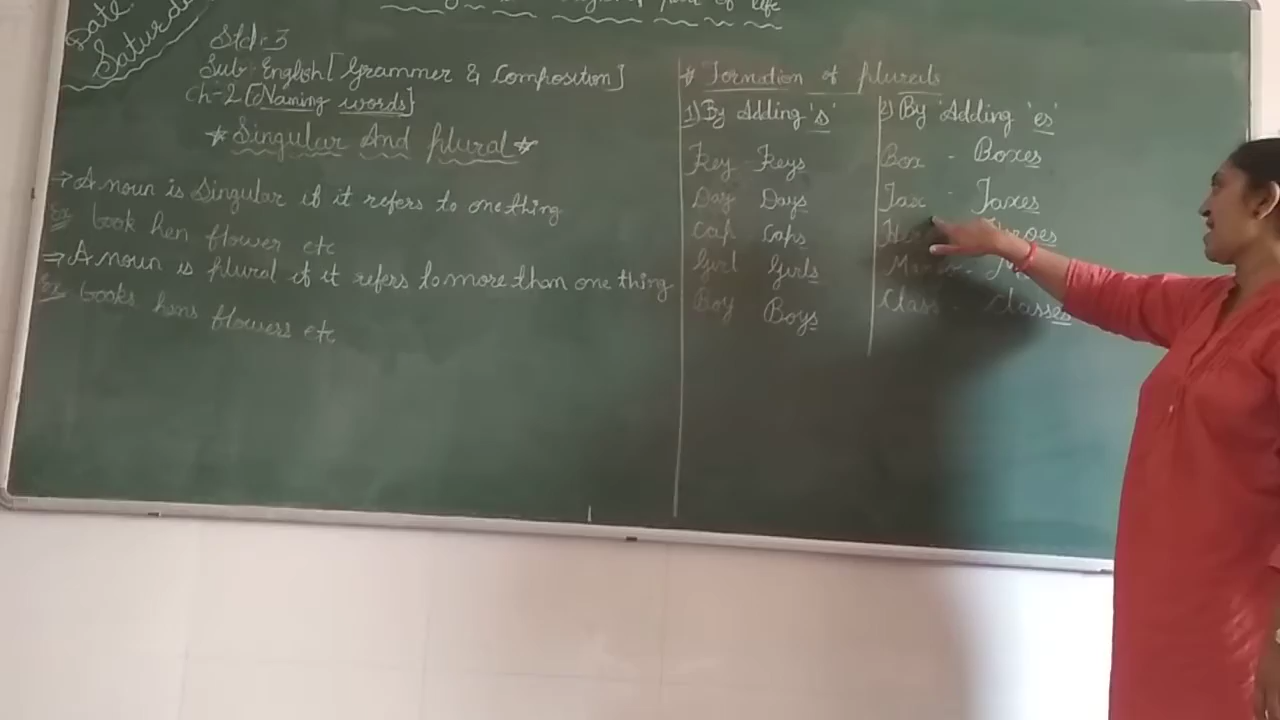 Date:
Saturda
of life
Std:-3
Sub:-English [Grammer & Composition]
Ch-2 [Naming words]
*Singular And plural*
→ A noun is Singular if it refers to one thing
Ex book hen flower etc
→ A noun is plural if it refers to more than one thing
Ex books hens flowers etc
* Formation of plurals
1) By Adding 's'
Key Keys
Day Days
Cap Caps
Girl Girls
Boy Boys
2) By Adding 'es'
Box - Boxes
Tax - Taxes
Class - classes